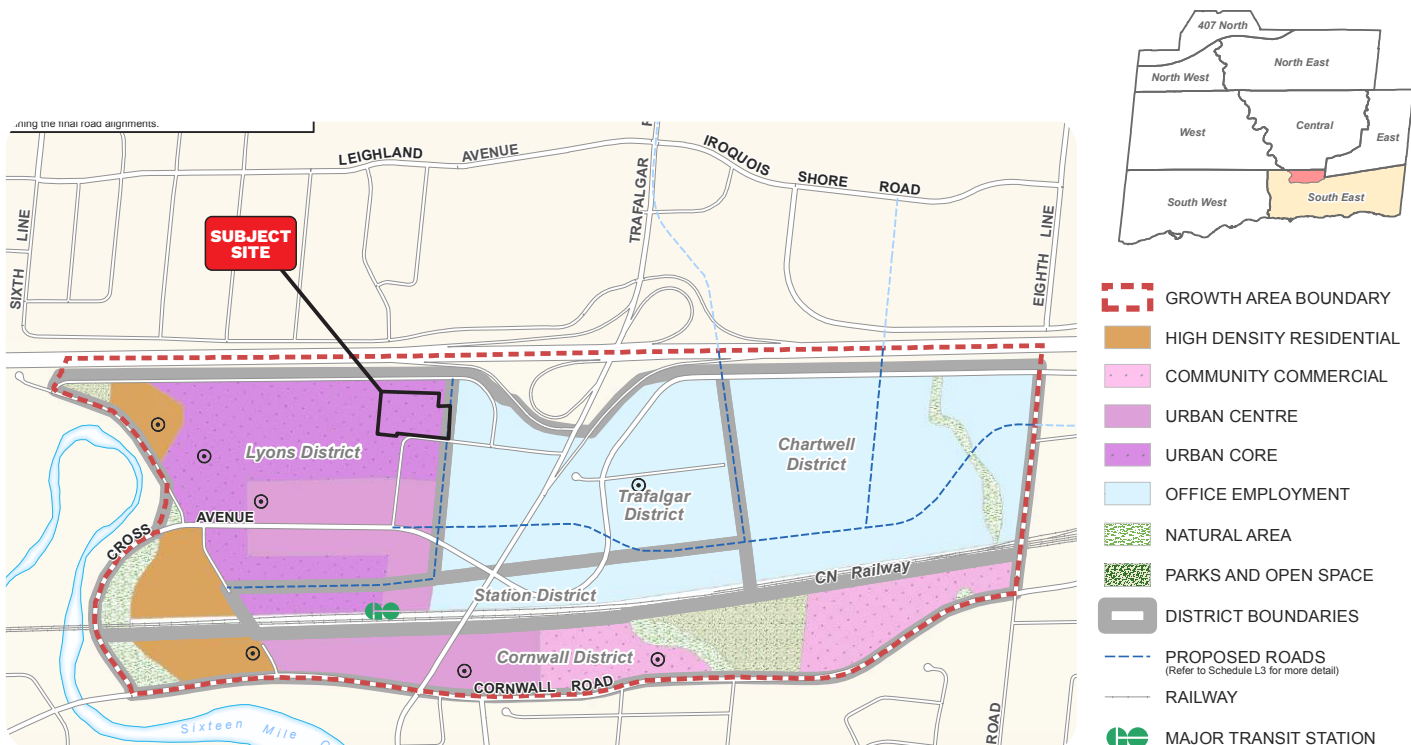 407 North
North East
North West
West
Central
East
South West
South East
the final road alignments.
LEIGHLAND AVENUE
IROQUOIS SHORE ROAD
SIXTH LINE
TRAFALGAR
EIGHTH LINE
SUBJECT
SITE
Lyons District
Chartwell
District
Trafalgar
District
CROSS AVENUE
CN Railway
Station District
Cornwall District
CORNWALL ROAD
ROAD
Sixteen Mile
GROWTH AREA BOUNDARY
HIGH DENSITY RESIDENTIAL
COMMUNITY COMMERCIAL
URBAN CENTRE
URBAN CORE
OFFICE EMPLOYMENT
NATURAL AREA
PARKS AND OPEN SPACE
DISTRICT BOUNDARIES
PROPOSED ROADS
(Refer to Schedule L3 for more detail)
RAILWAY
MAJOR TRANSIT STATION